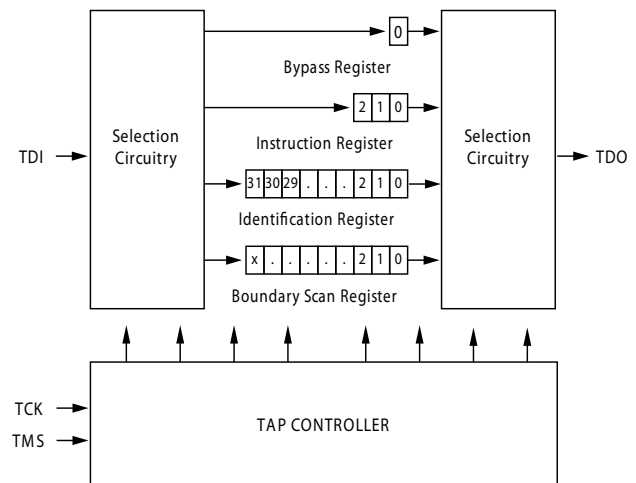 0
Bypass Register
2 1 0
Selection
Circuitry
Selection
Circuitry
TDI
TDO
Instruction Register
31 30 29 . . . 2 1 0
Identification Register
x . . . . . 2 1 0
Boundary Scan Register
TCK
TMS
TAP CONTROLLER